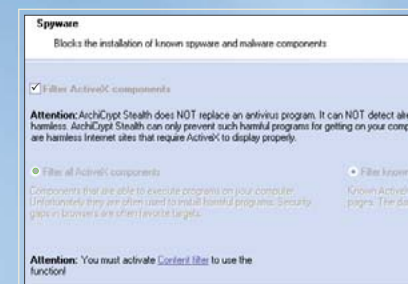 Spyware
Blocks the installation of known spyware and malware components
Filter ActiveX components
Attention: ArchiCrypt Stealth does NOT replace an antivirus program. It can NOT detect alre
harmless. ArchiCrypt Stealth can only prevent such harmful programs for getting on your comp
are harmless Internet sites that require ActiveX to display properly.
Filter all ActiveX components
Filter known
Components that are able to execute programs on your computer.
Known ActiveX
Unfortunately they are often used to install harmful programs. Security
pages. The da
gaps in browsers are often favorite targets.
Attention: You must activate Content filter to use the
function!